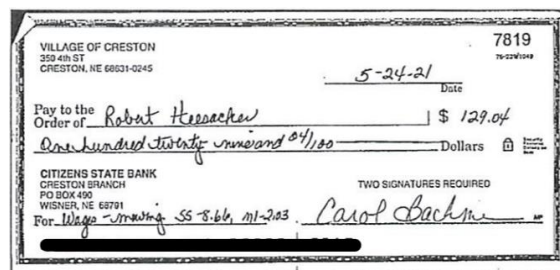 VILLAGE OF CRESTON
350 4th ST
CRESTON, NE 68631-0245
7819
5-24-21
Date
Pay to the
Order of Robert Heesacker $ 129.04
One hundred twenty nine and 04/100 Dollars
CITIZENS STATE BANK
CRESTON BRANCH
PO BOX 490
WISNER, NE 68791
TWO SIGNATURES REQUIRED
For Wages - mowing SS-8.66, M1-2.03 Carol
MP